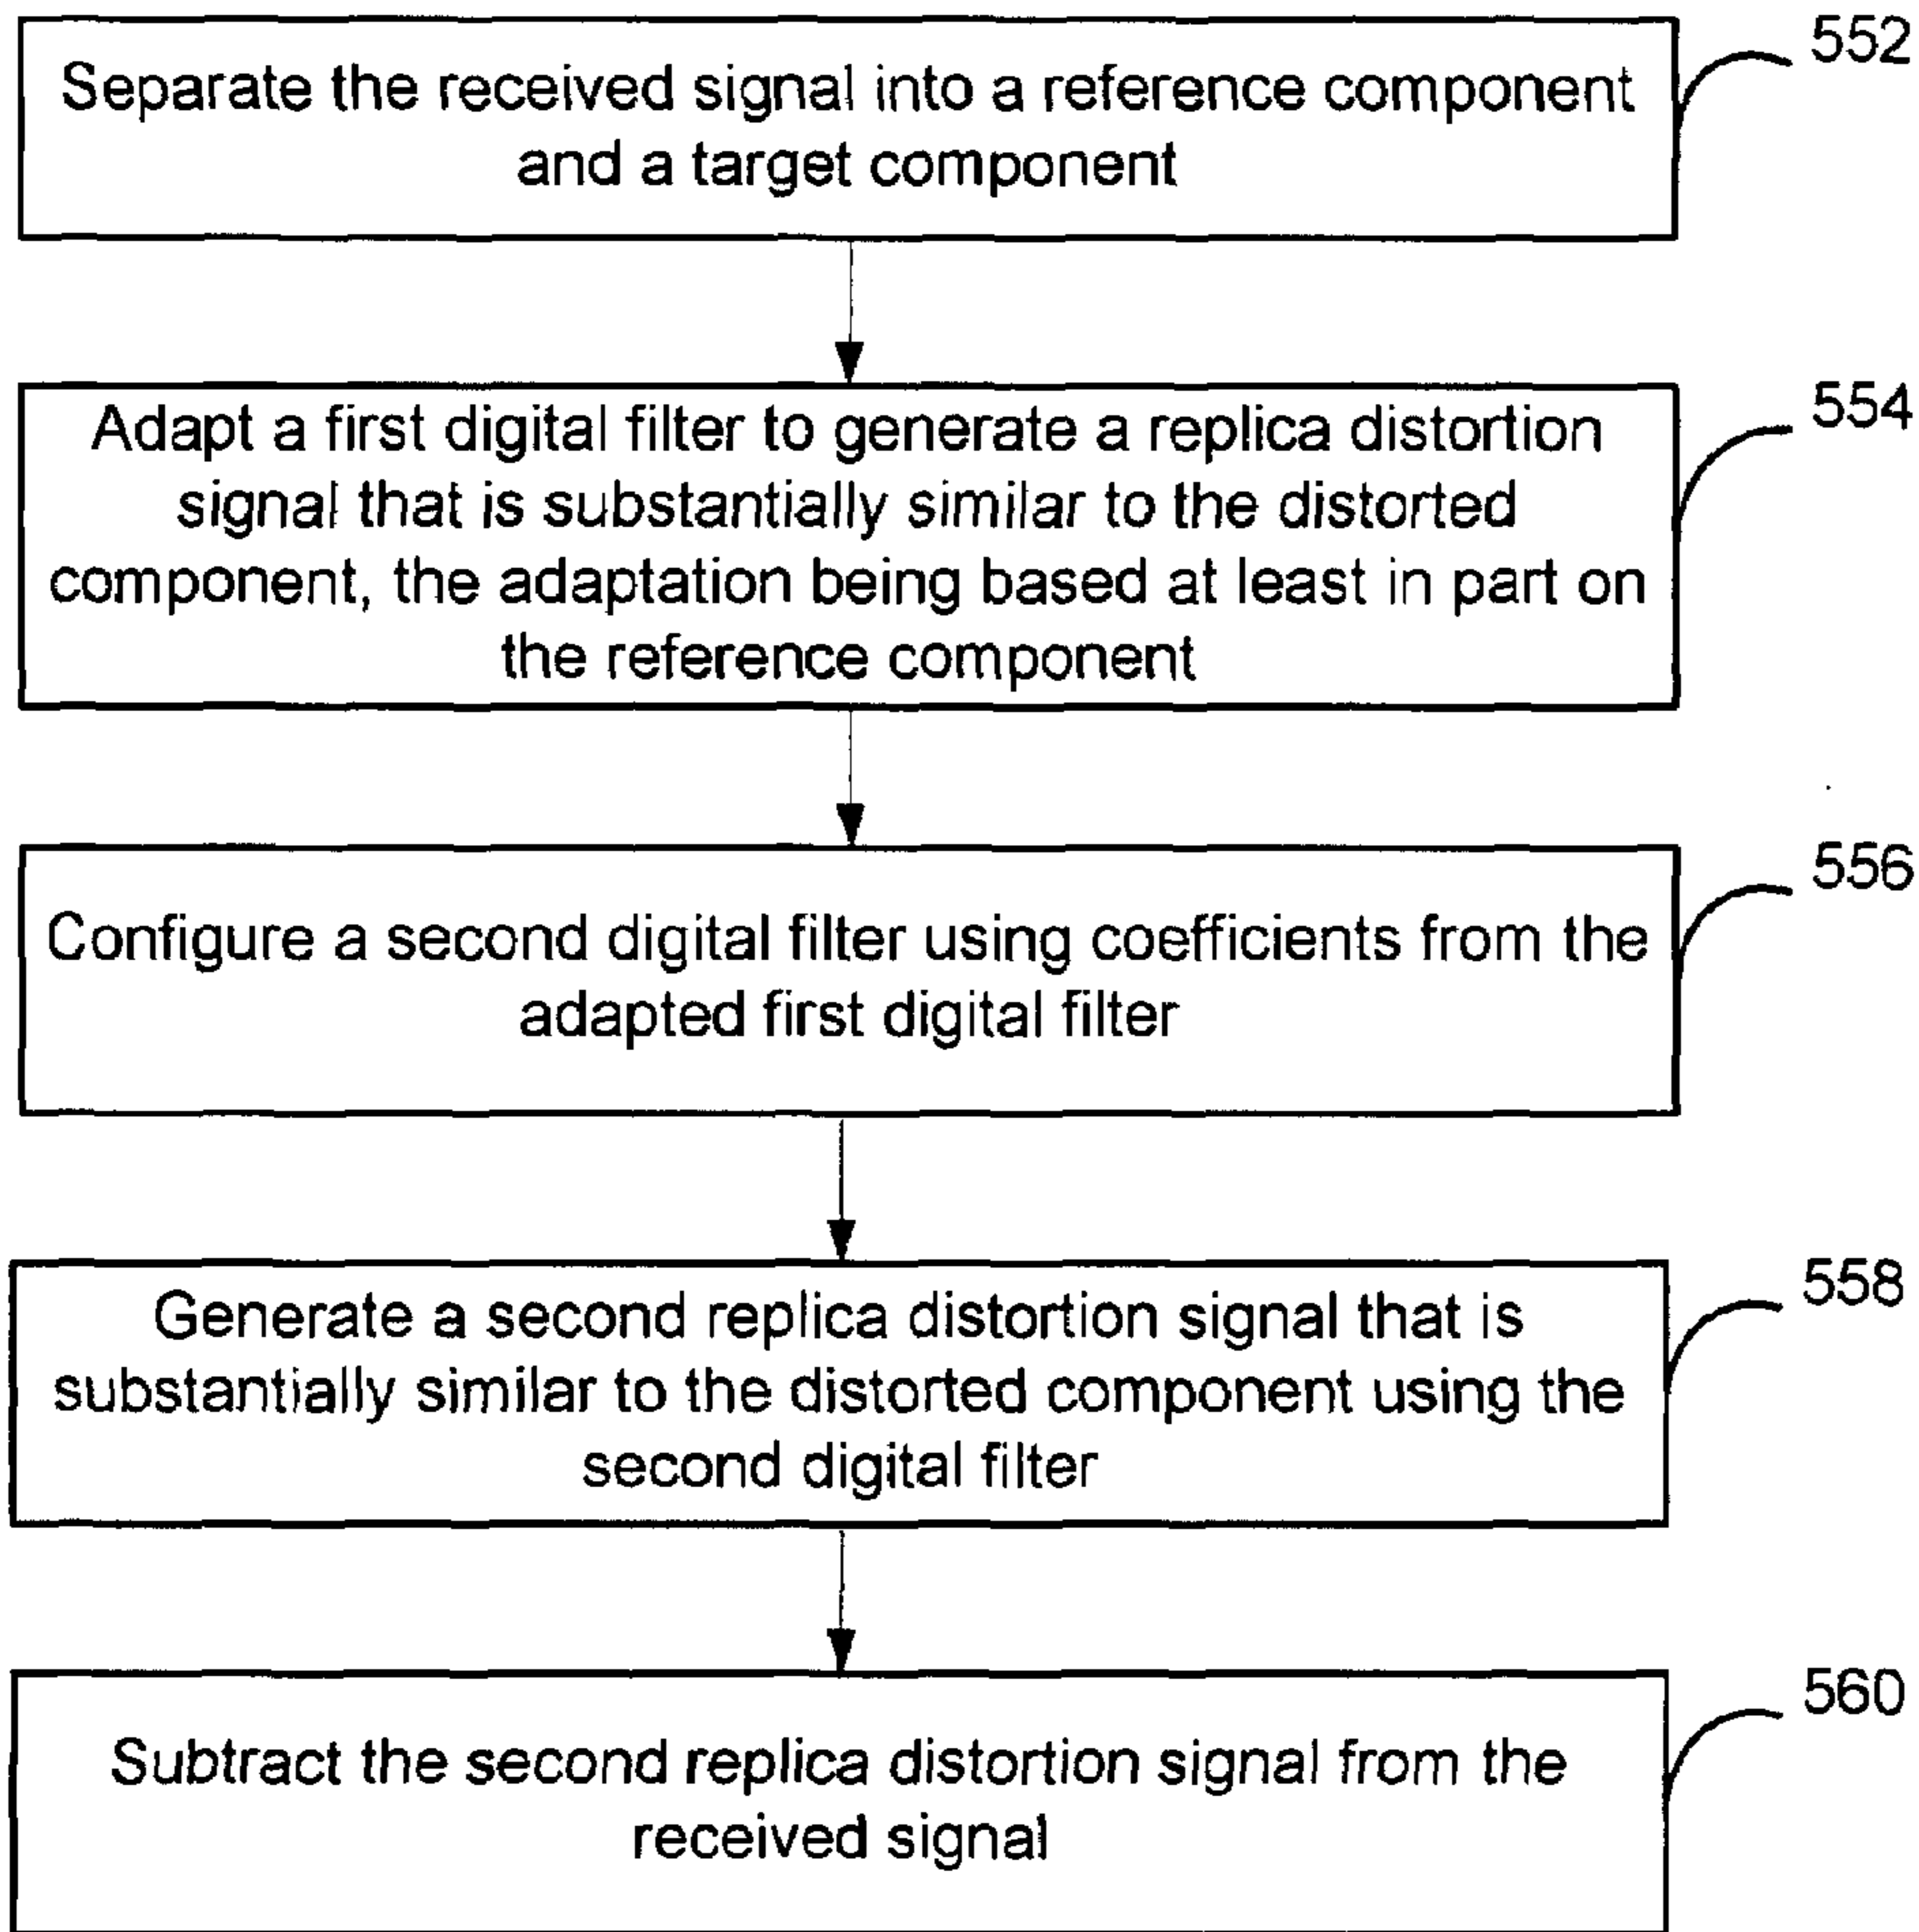 552
Separate the received signal into a reference component
and a target component
554
Adapt a first digital filter to generate a replica distortion
signal that is substantially similar to the distorted
component, the adaptation being based at least in part on
the reference component
556
Configure a second digital filter using coefficients from the
adapted first digital filter
558
Generate a second replica distortion signal that is
substantially similar to the distorted component using the
second digital filter
560
Subtract the second replica distortion signal from the
received signal